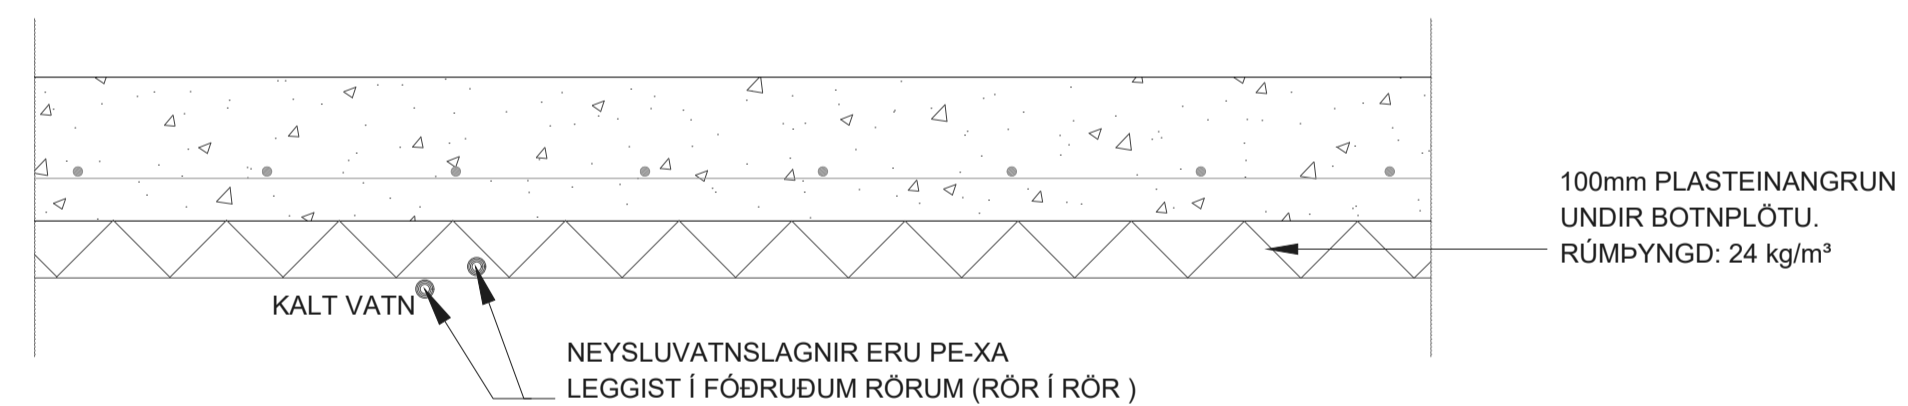 100mm PLASTEINANGRUN
UNDIR BOTNPLÖTU.
RÚMÞYNGD: 24 kg/m³
KALT VATN
NEYSLUVATNSLAGNIR ERU PE-XA
LEGGIST Í FÓÐRUÐUM RÖRUM (RÖR Í RÖR )